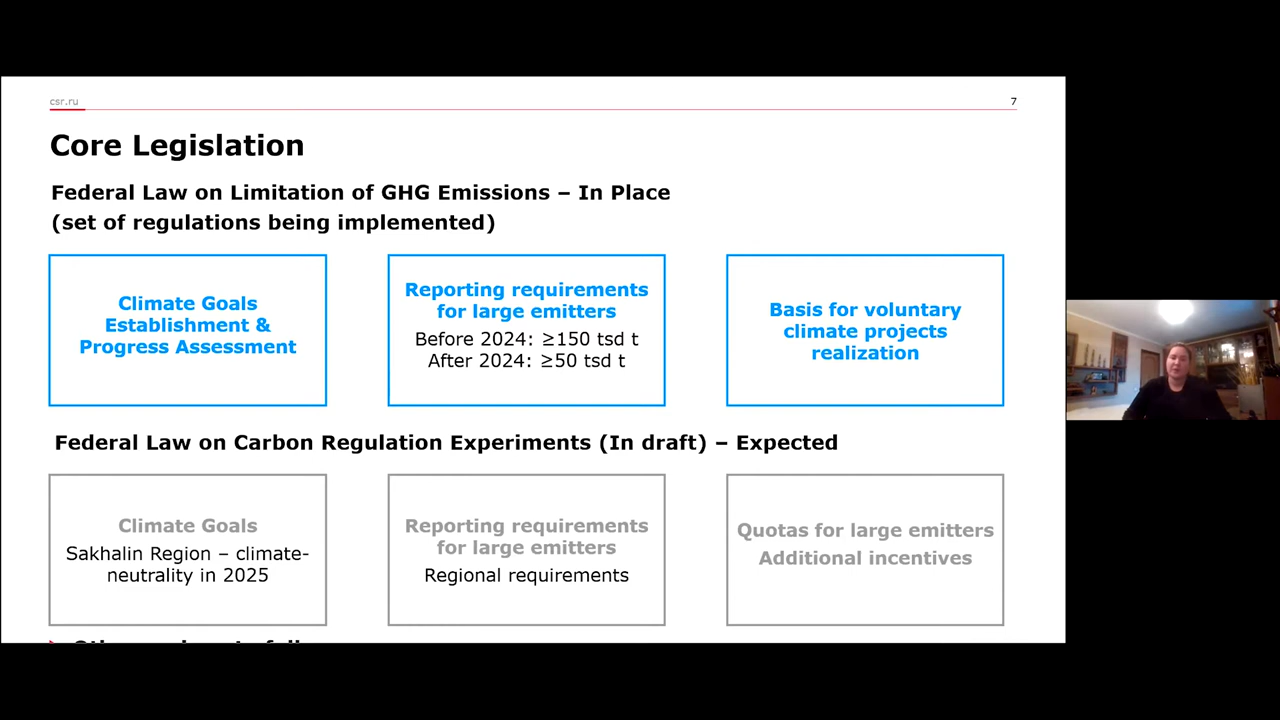 csr.ru
7
Core Legislation
Federal Law on Limitation of GHG Emissions – In Place
(set of regulations being implemented)
Climate Goals
Establishment &
Progress Assessment
Reporting requirements
for large emitters
Before 2024: ≥150 tsd t
After 2024: ≥50 tsd t
Basis for voluntary
climate projects
realization
Federal Law on Carbon Regulation Experiments (In draft) – Expected
Climate Goals
Sakhalin Region – climate-
neutrality in 2025
Reporting requirements
for large emitters
Regional requirements
Quotas for large emitters
Additional incentives